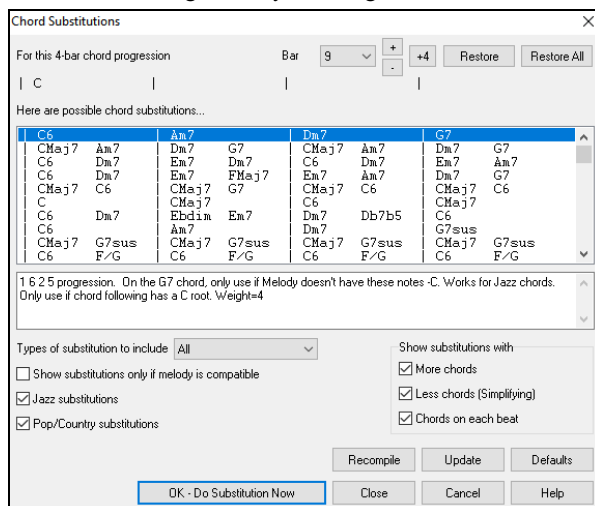 Chord Substitutions
For this 4-bar chord progression Bar 9 + - +4 Restore Restore All
| C | | |
Here are possible chord substitutions...
| C6 | Am7 | Dm7 | G7
| CMaj7 Am7 | Dm7 G7 | CMaj7 Am7 | Dm7 G7
| C6 Dm7 | Em7 Dm7 | C6 Dm7 | Em7 Am7
| C6 Dm7 | Em7 FMaj7 | Em7 Am7 | Dm7 G7
| CMaj7 C6 | CMaj7 G7 | CMaj7 C6 | CMaj7 C6
| C | CMaj7 | C6 | CMaj7
| C6 Dm7 | Ebdim Em7 | Dm7 Db7b5 | C6
| C6 | Am7 | Dm7 | G7sus
| CMaj7 G7sus | CMaj7 G7sus | CMaj7 G7sus | CMaj7 G7sus
| C6 F/G | C6 F/G | C6 F/G | C6 F/G
1 6 2 5 progression. On the G7 chord, only use if Melody doesn't have these notes -C. Works for Jazz chords.
Only use if chord following has a C root. Weight=4
Types of substitution to include All
Show substitutions only if melody is compatible
Jazz substitutions
Pop/Country substitutions
Show substitutions with
More chords
Less chords (Simplifying)
Chords on each beat
Recompile Update Defaults
OK - Do Substitution Now Close Cancel Help